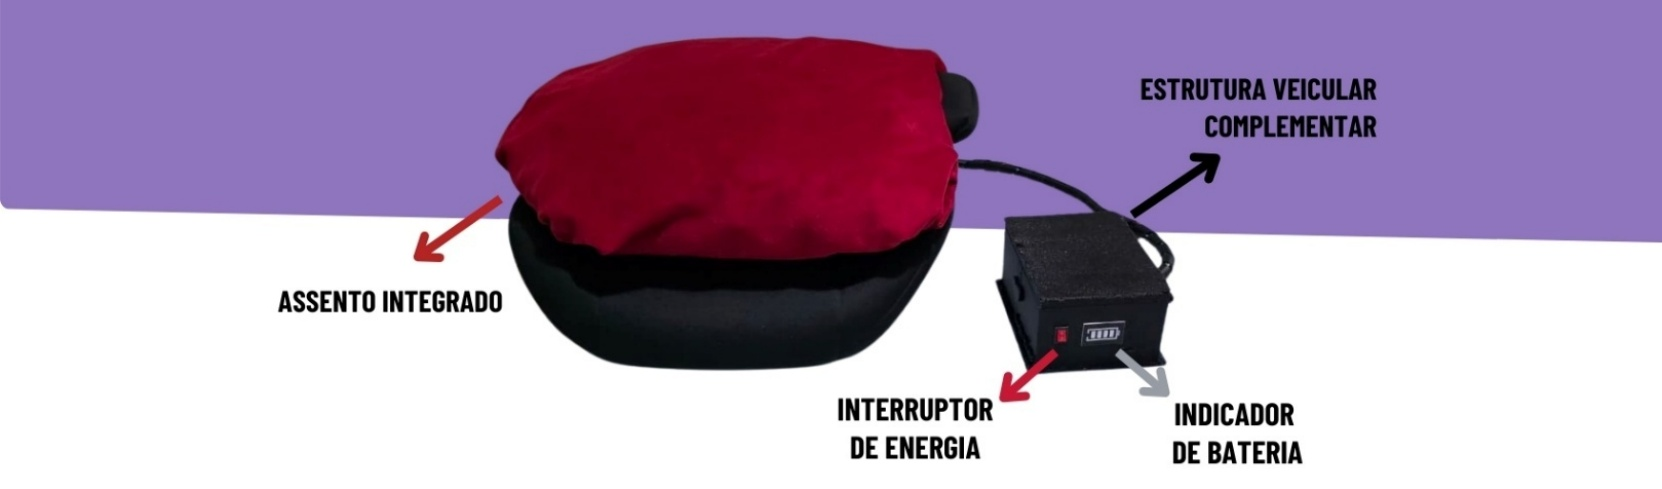 ESTRUTURA VEICULAR
COMPLEMENTAR
ASSENTO INTEGRADO
INTERRUPTOR
DE ENERGIA
INDICADOR
DE BATERIA